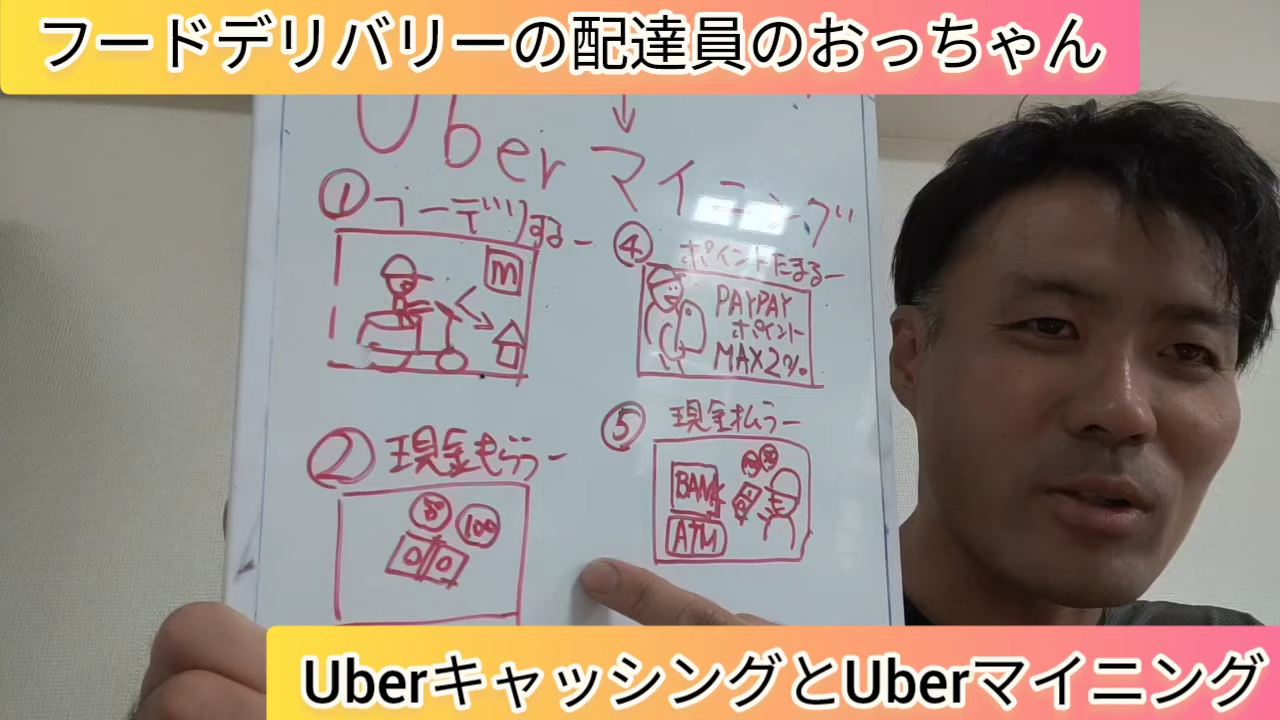 フードデリバリーの配達員のおっちゃん
↓
Uber マイニング
① フーデリするー
m
② 現金もらうー
100
0 0
④ ポイントたまるー
PAYPAY
ポイント
MAX2%
⑤ 現金払うー
BANK
ATM
UberキャッシングとUberマイニング